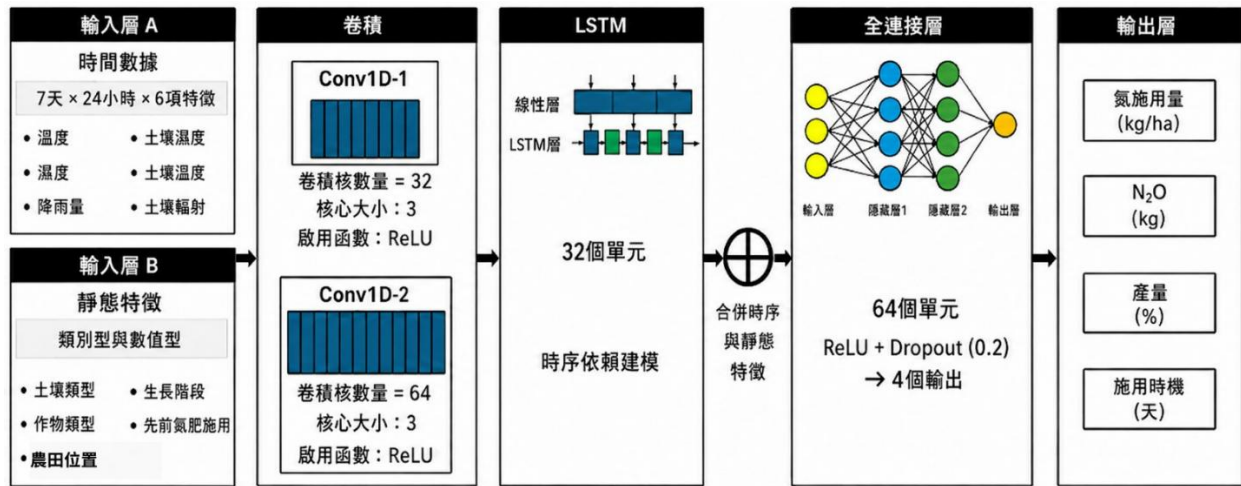 輸入層 A
時間數據
7天 × 24小時 × 6項特徵
• 溫度
• 土壤濕度
• 濕度
• 土壤溫度
• 降雨量
• 土壤輻射
輸入層 B
靜態特徵
類別型與數值型
• 土壤類型
• 生長階段
• 作物類型
• 先前氮肥施用
• 農田位置
卷積
Conv1D-1
卷積核數量 = 32
核心大小：3
啟用函數：ReLU
Conv1D-2
卷積核數量 = 64
核心大小：3
啟用函數：ReLU
LSTM
線性層
LSTM層
32個單元
時序依賴建模
合併時序
與靜態
特徵
全連接層
輸入層
隱藏層1
隱藏層2
輸出層
64個單元
ReLU + Dropout (0.2)
→ 4個輸出
輸出層
氮施用量
(kg/ha)
N₂O
(kg)
產量
(%)
施用時機
(天)